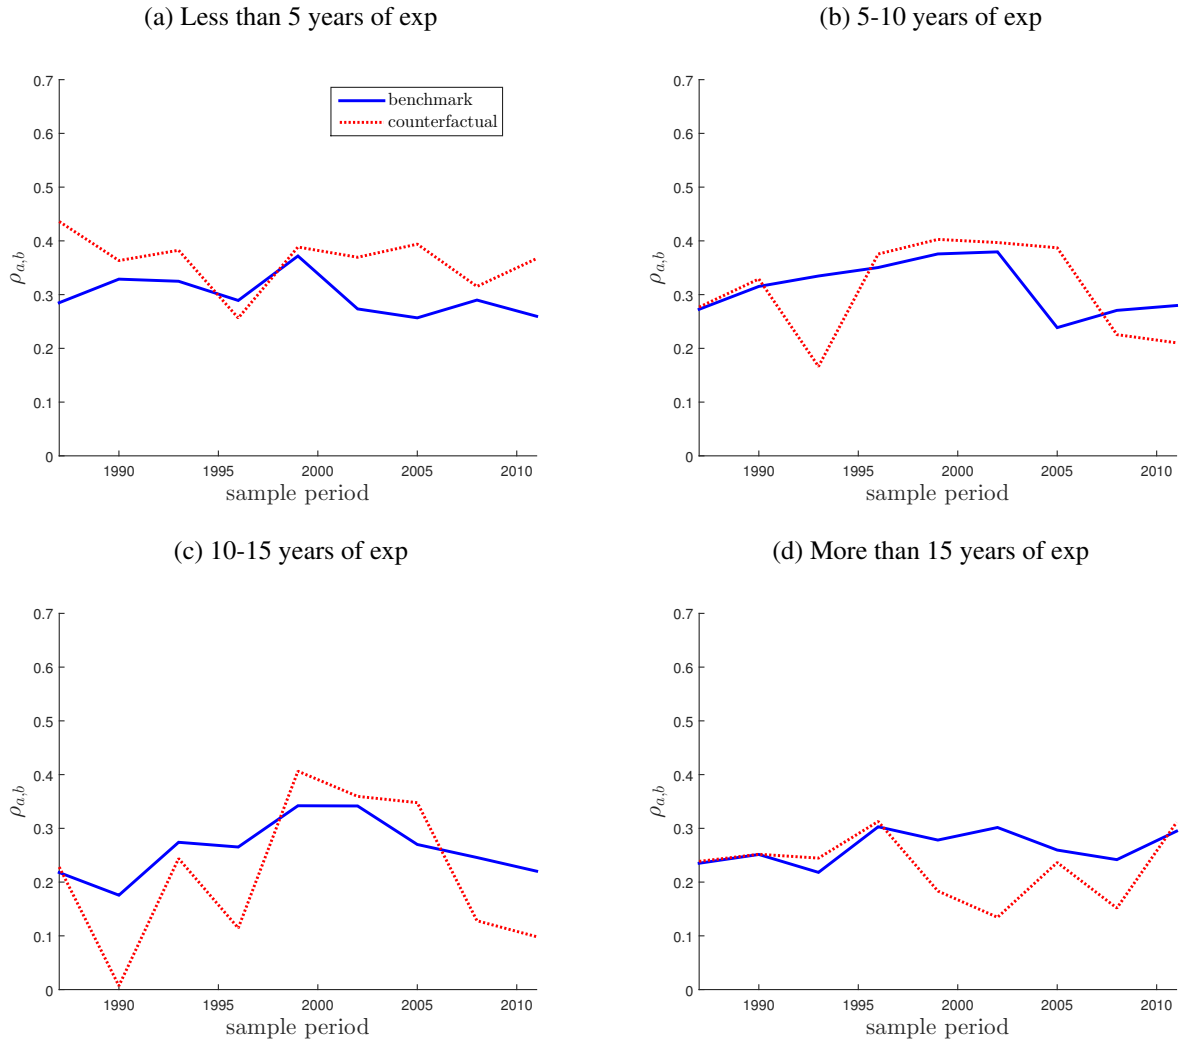 (a) Less than 5 years of exp
0.7
0.6
0.5
0.4
0.3
0.2
0.1
0
ρa,b
benchmark
counterfactual
1990 1995 2000 2005 2010
sample period
(b) 5-10 years of exp
0.7
0.6
0.5
0.4
0.3
0.2
0.1
0
ρa,b
1990 1995 2000 2005 2010
sample period
(c) 10-15 years of exp
0.7
0.6
0.5
0.4
0.3
0.2
0.1
0
ρa,b
1990 1995 2000 2005 2010
sample period
(d) More than 15 years of exp
0.7
0.6
0.5
0.4
0.3
0.2
0.1
0
ρa,b
1990 1995 2000 2005 2010
sample period